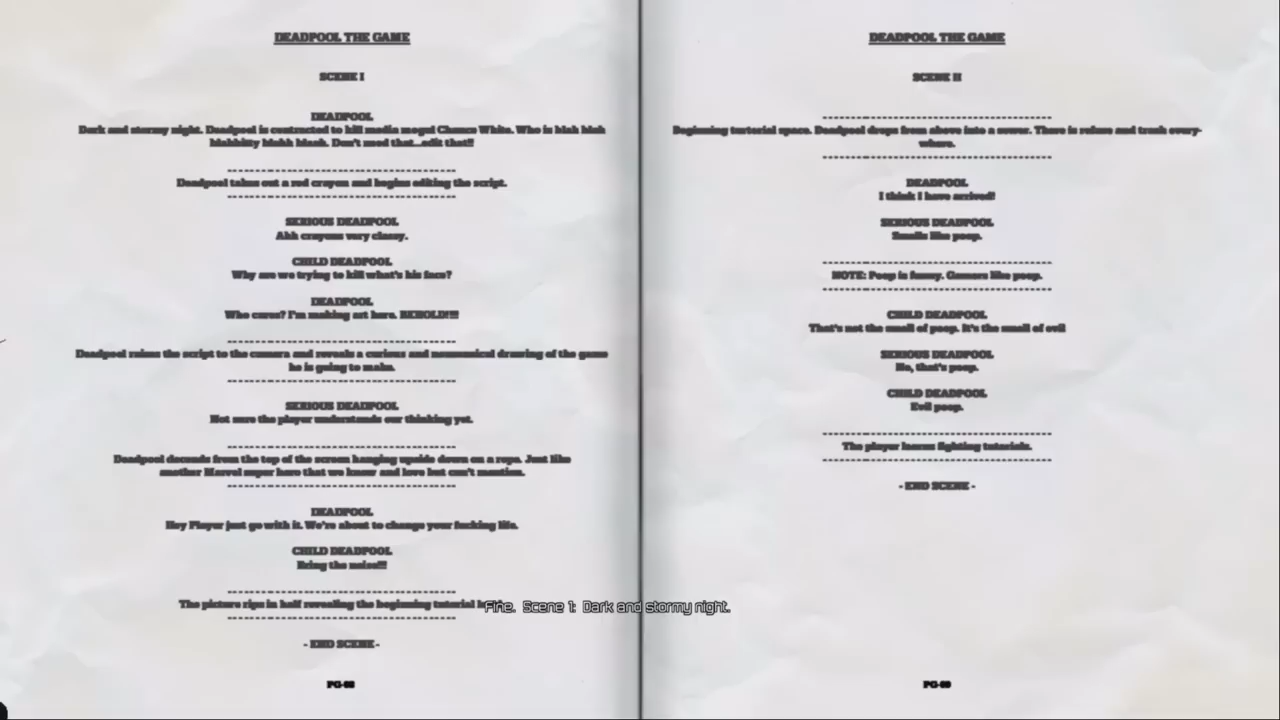 DEADPOOL THE GAME
SCENE I
DEADPOOL
Dark and stormy night. Deadpool is contracted to kill media mogul Chance White. Who is blah blah
blahbitty blahh blaah. Don't need that...edit that!!
Deadpool takes out a red crayon and begins editing the script.
SERIOUS DEADPOOL
Ahh crayons very classy.
CHILD DEADPOOL
Why are we trying to kill what's his face?
DEADPOOL
Who cares? I'm making art here. BEHOLD!!!!
Deadpool raises the script to the camera and reveals a curious and nonsensical drawing of the game
he is going to make.
SERIOUS DEADPOOL
Not sure the player understands our thinking yet.
Deadpool decends from the top of the screen hanging upside down on a rope. Just like
another Marvel super hero that we know and love but can't mention.
DEADPOOL
Hey Player just go with it. We're about to change your fucking life.
CHILD DEADPOOL
Bring the noise!!!
The picture rips in half revealing the beginning tutorial
Fine. Scene 1: Dark and stormy night.
- END SCENE -
PG-68
DEADPOOL THE GAME
SCENE II
Beginning turtorial space. Deadpool drops from above into a sewer. There is refuse and trash every-
where.
DEADPOOL
I think I have arrived!
SERIOUS DEADPOOL
Smells like poop.
NOTE: Poop is funny. Gamers like poop.
CHILD DEADPOOL
That's not the smell of poop. It's the smell of evil
SERIOUS DEADPOOL
No, that's poop.
CHILD DEADPOOL
Evil poop.
The player learns fighting tutorials.
- END SCENE -
PG-69